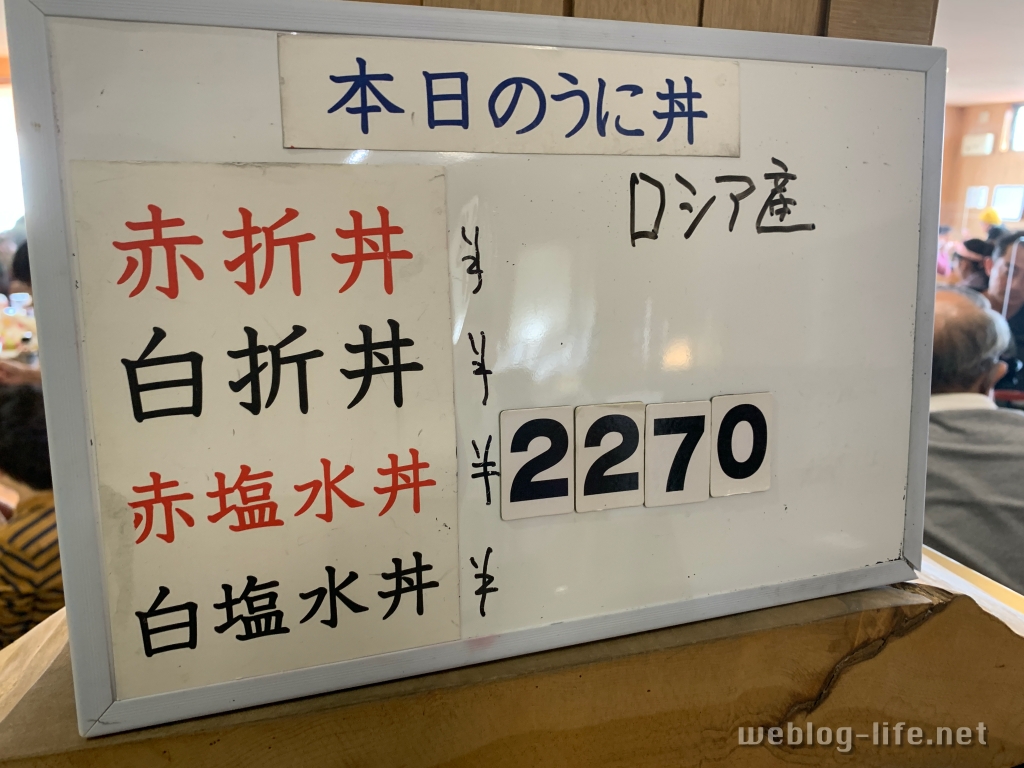 本日のうに丼
ロシア産
赤折丼 ¥
白折丼 ¥
赤塩水丼 ¥2270
白塩水丼 ¥
weblog-life.net